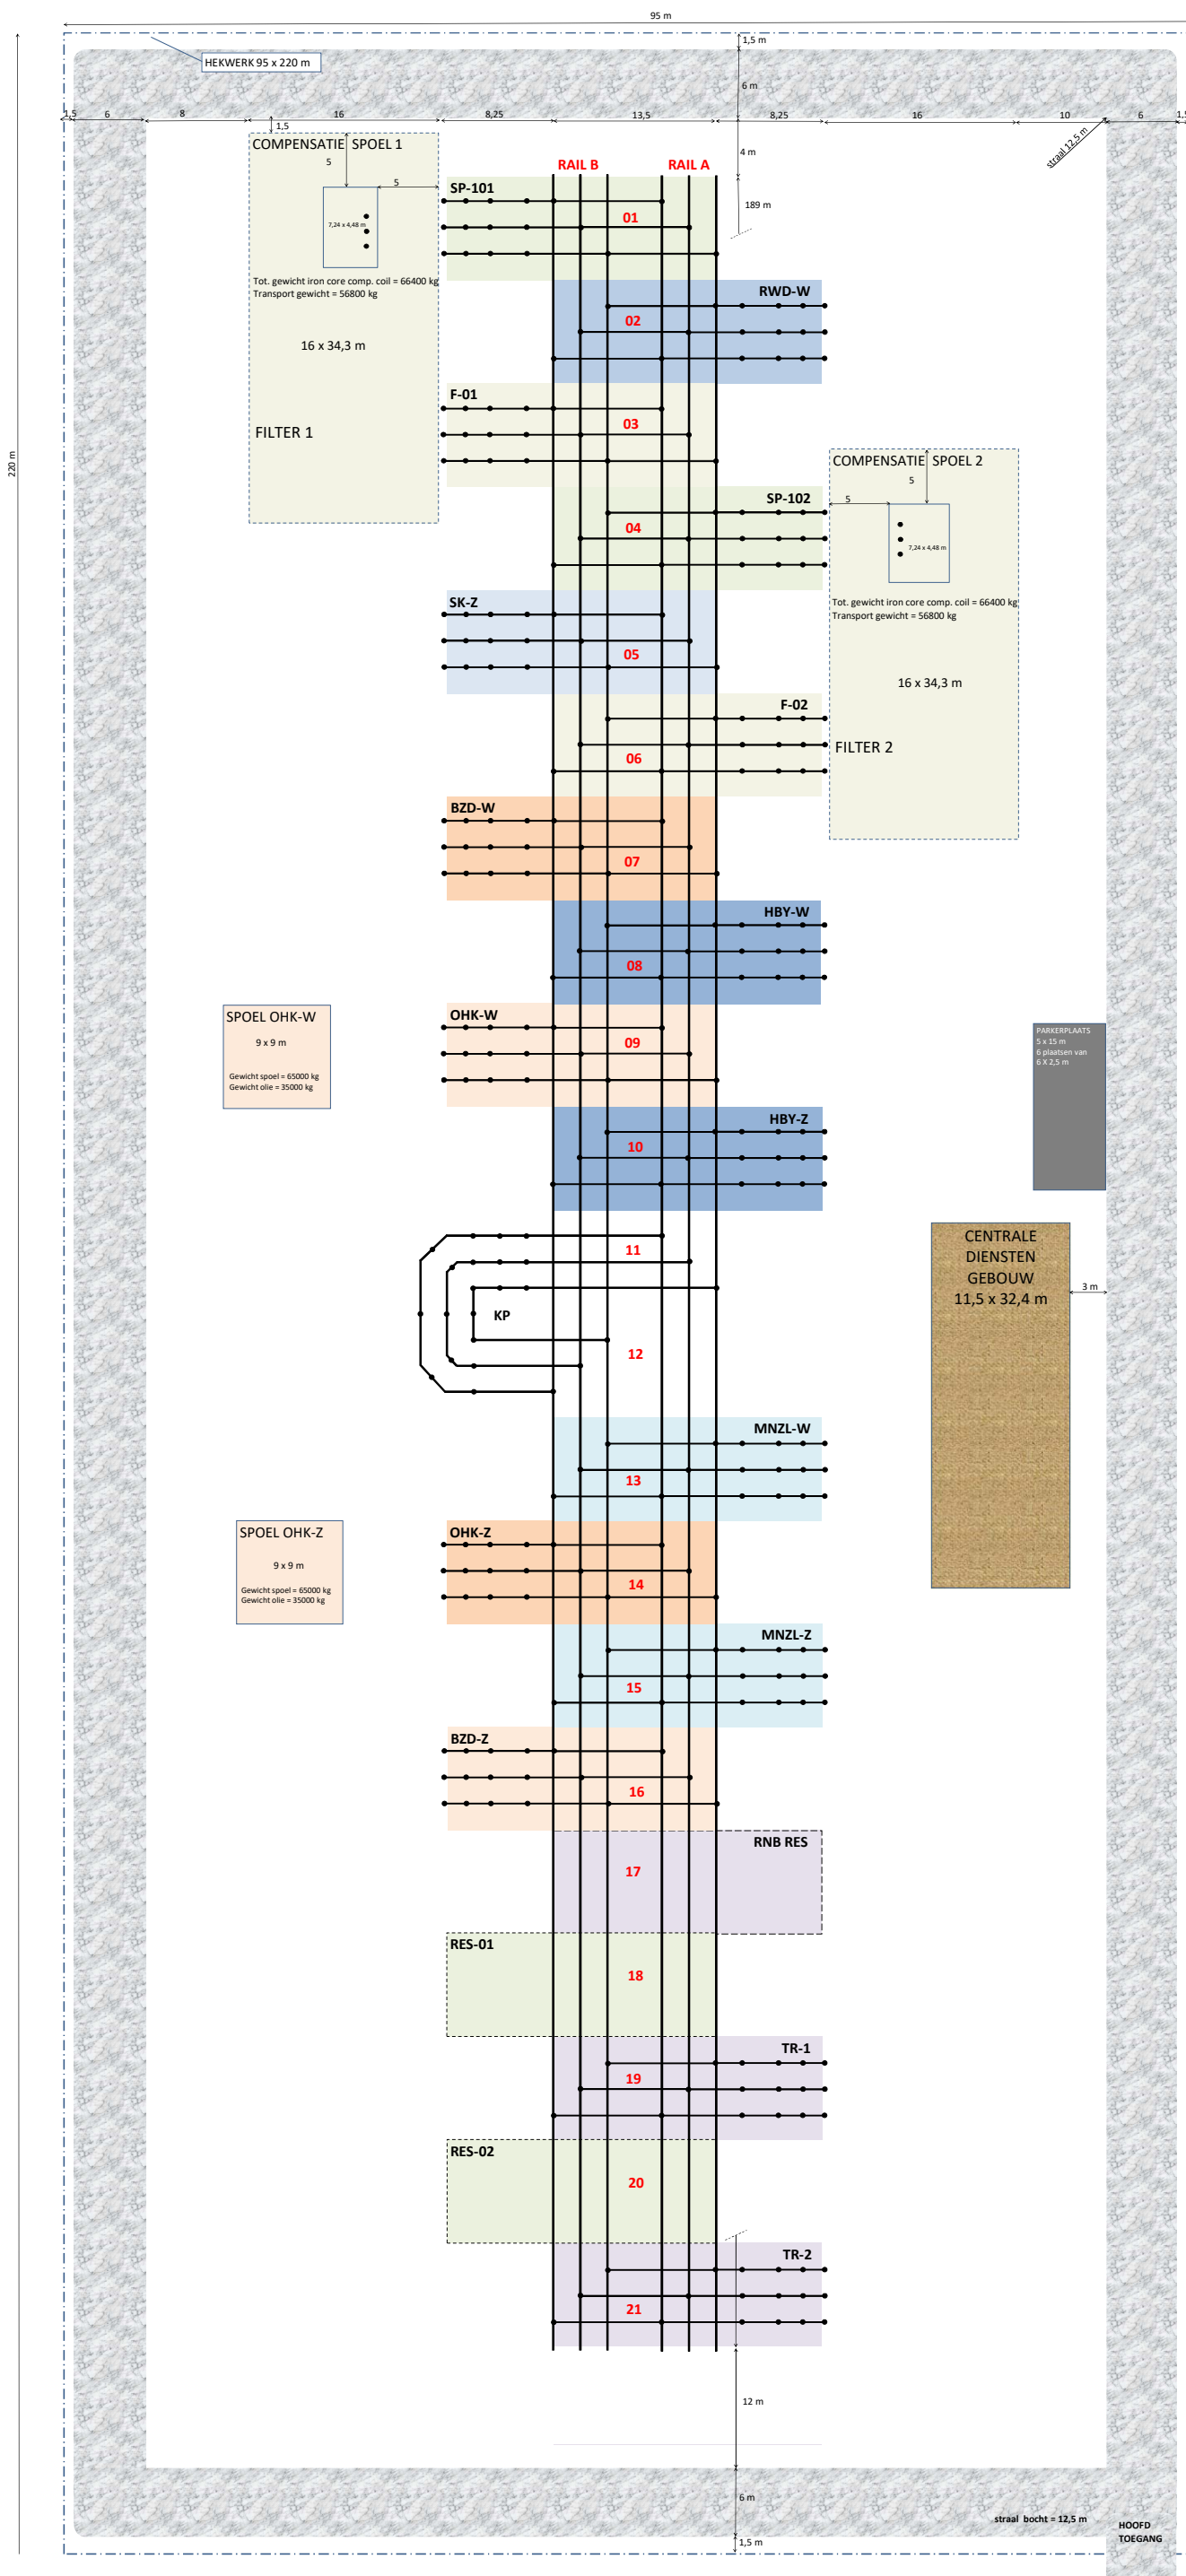 95 m
1,5 m
HEKWERK 95 x 220 m
6 m
1,5
6
8
16
8,25
13,5
8,25
16
10
6
1,5
1,5
straal 12,5 m
COMPENSATIE SPOEL 1
5
5
7,24 x 4,48 m
Tot. gewicht iron core comp. coil = 66400 kg
Transport gewicht = 56800 kg
16 x 34,3 m
FILTER 1
4 m
189 m
RAIL B
RAIL A
SP-101
01
RWD-W
02
F-01
03
220 m
COMPENSATIE SPOEL 2
5
5
7,24 x 4,48 m
Tot. gewicht iron core comp. coil = 66400 kg
Transport gewicht = 56800 kg
16 x 34,3 m
FILTER 2
SP-102
04
SK-Z
05
F-02
06
BZD-W
07
HBY-W
08
SPOEL OHK-W
9 x 9 m
Gewicht spoel = 65000 kg
Gewicht olie = 35000 kg
OHK-W
09
PARKERPLAATS
5 x 15 m
6 plaatsen van
6 X 2,5 m
HBY-Z
10
11
KP
12
CENTRALE
DIENSTEN
GEBOUW
11,5 x 32,4 m
3 m
MNZL-W
13
SPOEL OHK-Z
9 x 9 m
Gewicht spoel = 65000 kg
Gewicht olie = 35000 kg
OHK-Z
14
MNZL-Z
15
BZD-Z
16
RNB RES
17
RES-01
18
TR-1
19
RES-02
20
TR-2
21
12 m
6 m
straal bocht = 12,5 m
HOOFD
TOEGANG
1,5 m